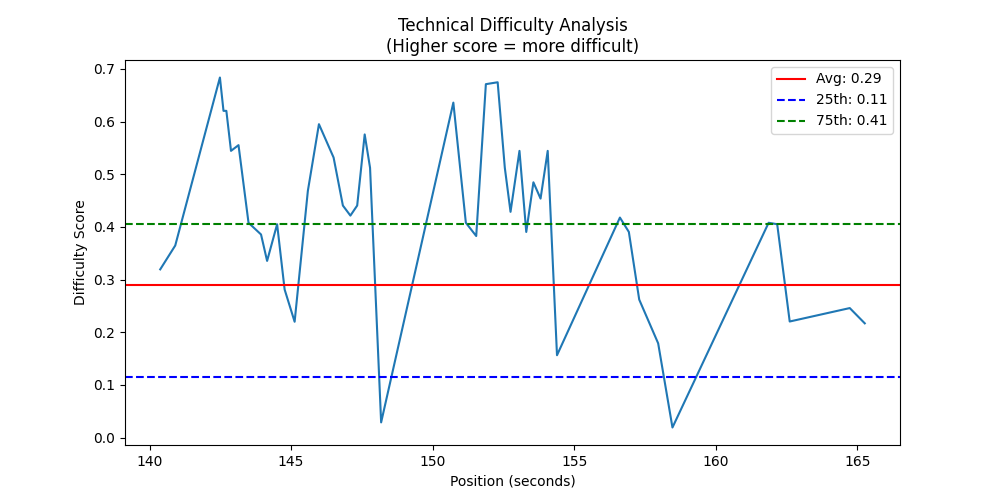 Technical Difficulty Analysis
(Higher score = more difficult)
Avg: 0.29
25th: 0.11
75th: 0.41
Difficulty Score
0.7
0.6
0.5
0.4
0.3
0.2
0.1
0.0
140
145
150
155
160
165
Position (seconds)